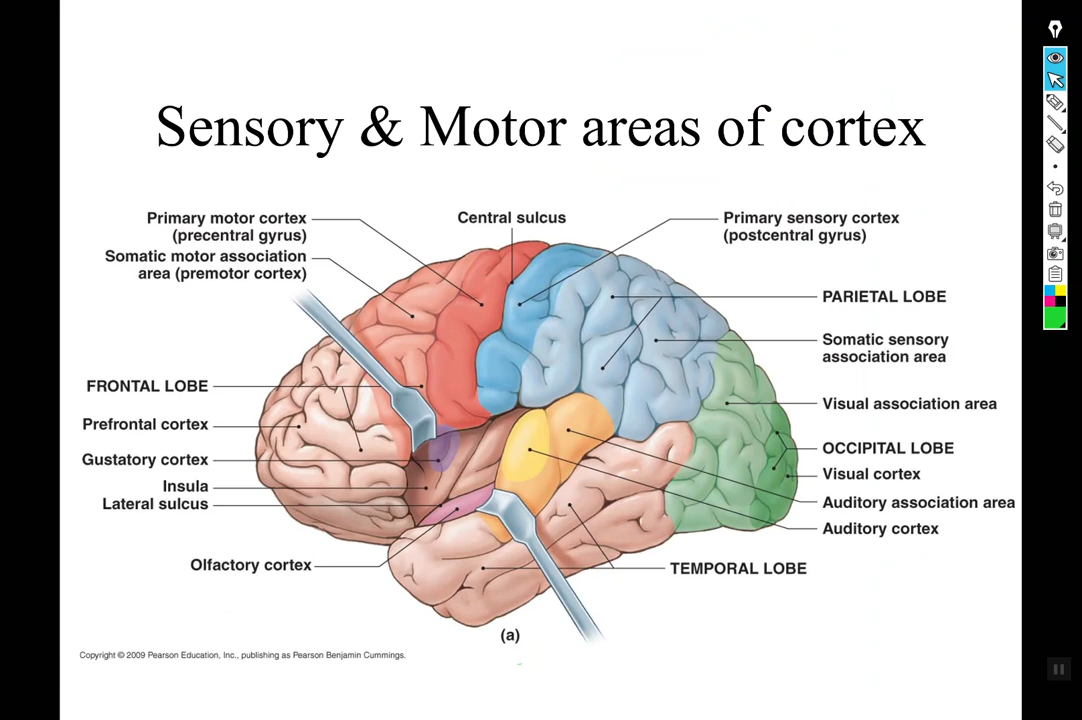 Sensory & Motor areas of cortex
Primary motor cortex
(precentral gyrus)
Somatic motor association
area (premotor cortex)
Central sulcus
Primary sensory cortex
(postcentral gyrus)
PARIETAL LOBE
Somatic sensory
association area
FRONTAL LOBE
Prefrontal cortex
Visual association area
Gustatory cortex
OCCIPITAL LOBE
Insula
Visual cortex
Lateral sulcus
Auditory association area
Auditory cortex
Olfactory cortex
TEMPORAL LOBE
(a)
Copyright © 2009 Pearson Education, Inc., publishing as Pearson Benjamin Cummings.